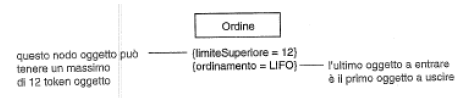 Ordine
questo nodo oggetto può
tenere un massimo
di 12 token oggetto
{limiteSuperiore = 12}
{ordinamento = LIFO}
l'ultimo oggetto a entrare
è il primo oggetto a uscire